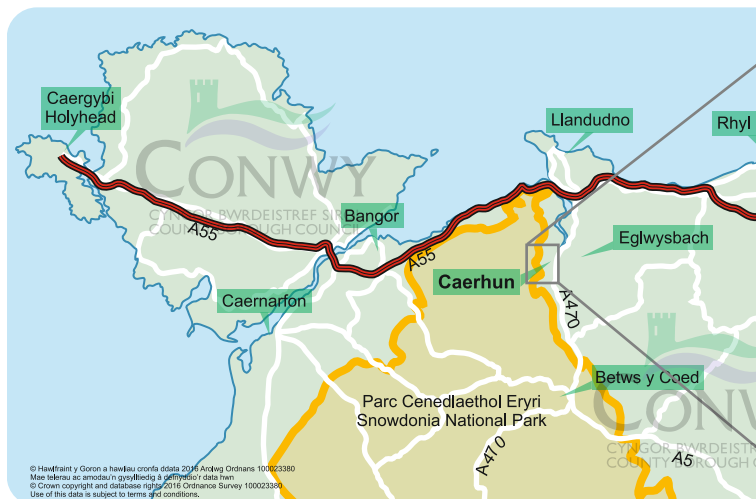 Caergybi
Holyhead
Llandudno
Rhyl
CONWY
CYNGOR BWRDEISTREF SIR
COUNTY BOROUGH COUNCIL
Bangor
A55
A55
Eglwysbach
Caerhun
Caernarfon
A470
Betws y Coed
Parc Cenedlaethol Eryri
Snowdonia National Park
CONW
CYNGOR BWRDEISTRE
COUNTY BOROUGH CO
A470
A5
© Hawlfraint y Goron a hawliau cronfa ddata 2016 Arolwg Ordnans 100023380
Mae telerau ac amodau'n gysylltiedig â defnyddio'r data hwn
© Crown copyright and database rights 2016 Ordnance Survey 100023380
Use of this data is subject to terms and conditions.